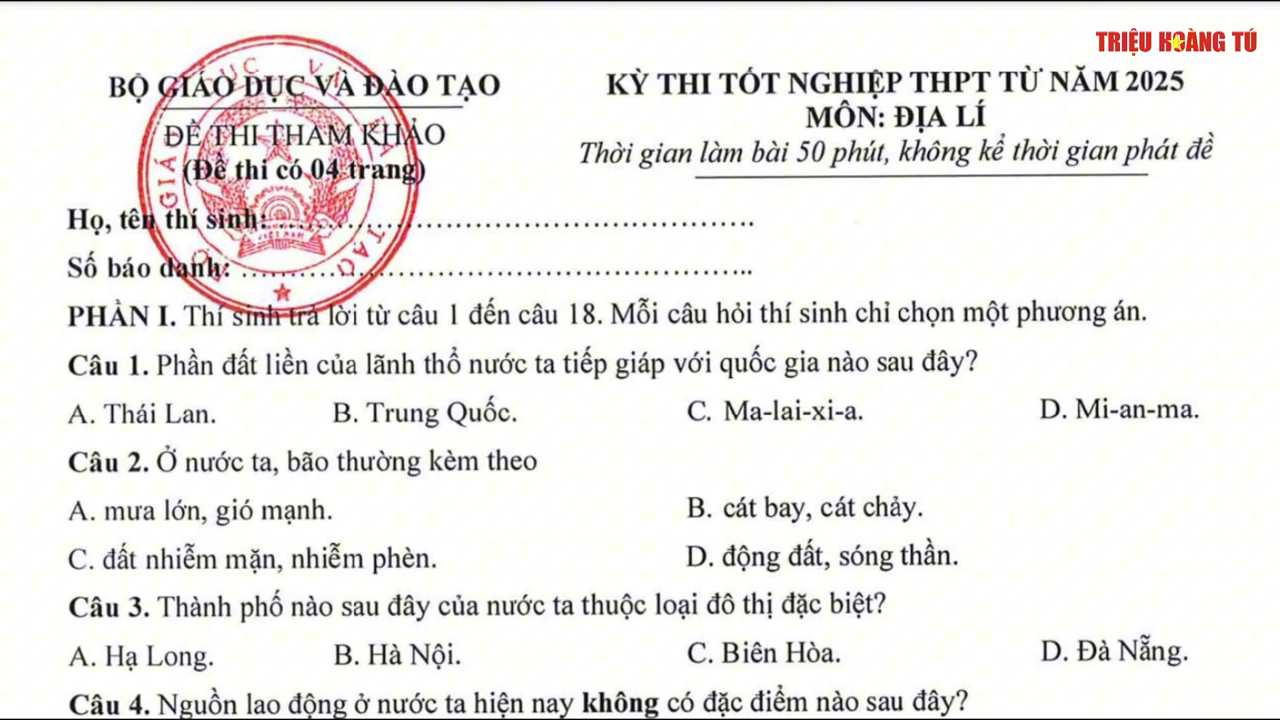 TRIỆU HOÀNG TÚ
BỘ GIÁO DỤC VÀ ĐÀO TẠO
ĐỀ THI THAM KHẢO
(Đề thi có 04 trang)
KỲ THI TỐT NGHIỆP THPT TỪ NĂM 2025
MÔN: ĐỊA LÍ
Thời gian làm bài 50 phút, không kể thời gian phát đề
Họ, tên thí sinh: ………………………………………………
Số báo danh: …………………………………………………...
PHẦN I. Thí sinh trả lời từ câu 1 đến câu 18. Mỗi câu hỏi thí sinh chỉ chọn một phương án.
Câu 1. Phần đất liền của lãnh thổ nước ta tiếp giáp với quốc gia nào sau đây?
A. Thái Lan. B. Trung Quốc. C. Ma-lai-xi-a. D. Mi-an-ma.
Câu 2. Ở nước ta, bão thường kèm theo
A. mưa lớn, gió mạnh. B. cát bay, cát chảy.
C. đất nhiễm mặn, nhiễm phèn. D. động đất, sóng thần.
Câu 3. Thành phố nào sau đây của nước ta thuộc loại đô thị đặc biệt?
A. Hạ Long. B. Hà Nội. C. Biên Hòa. D. Đà Nẵng.
Câu 4. Nguồn lao động ở nước ta hiện nay không có đặc điểm nào sau đây?